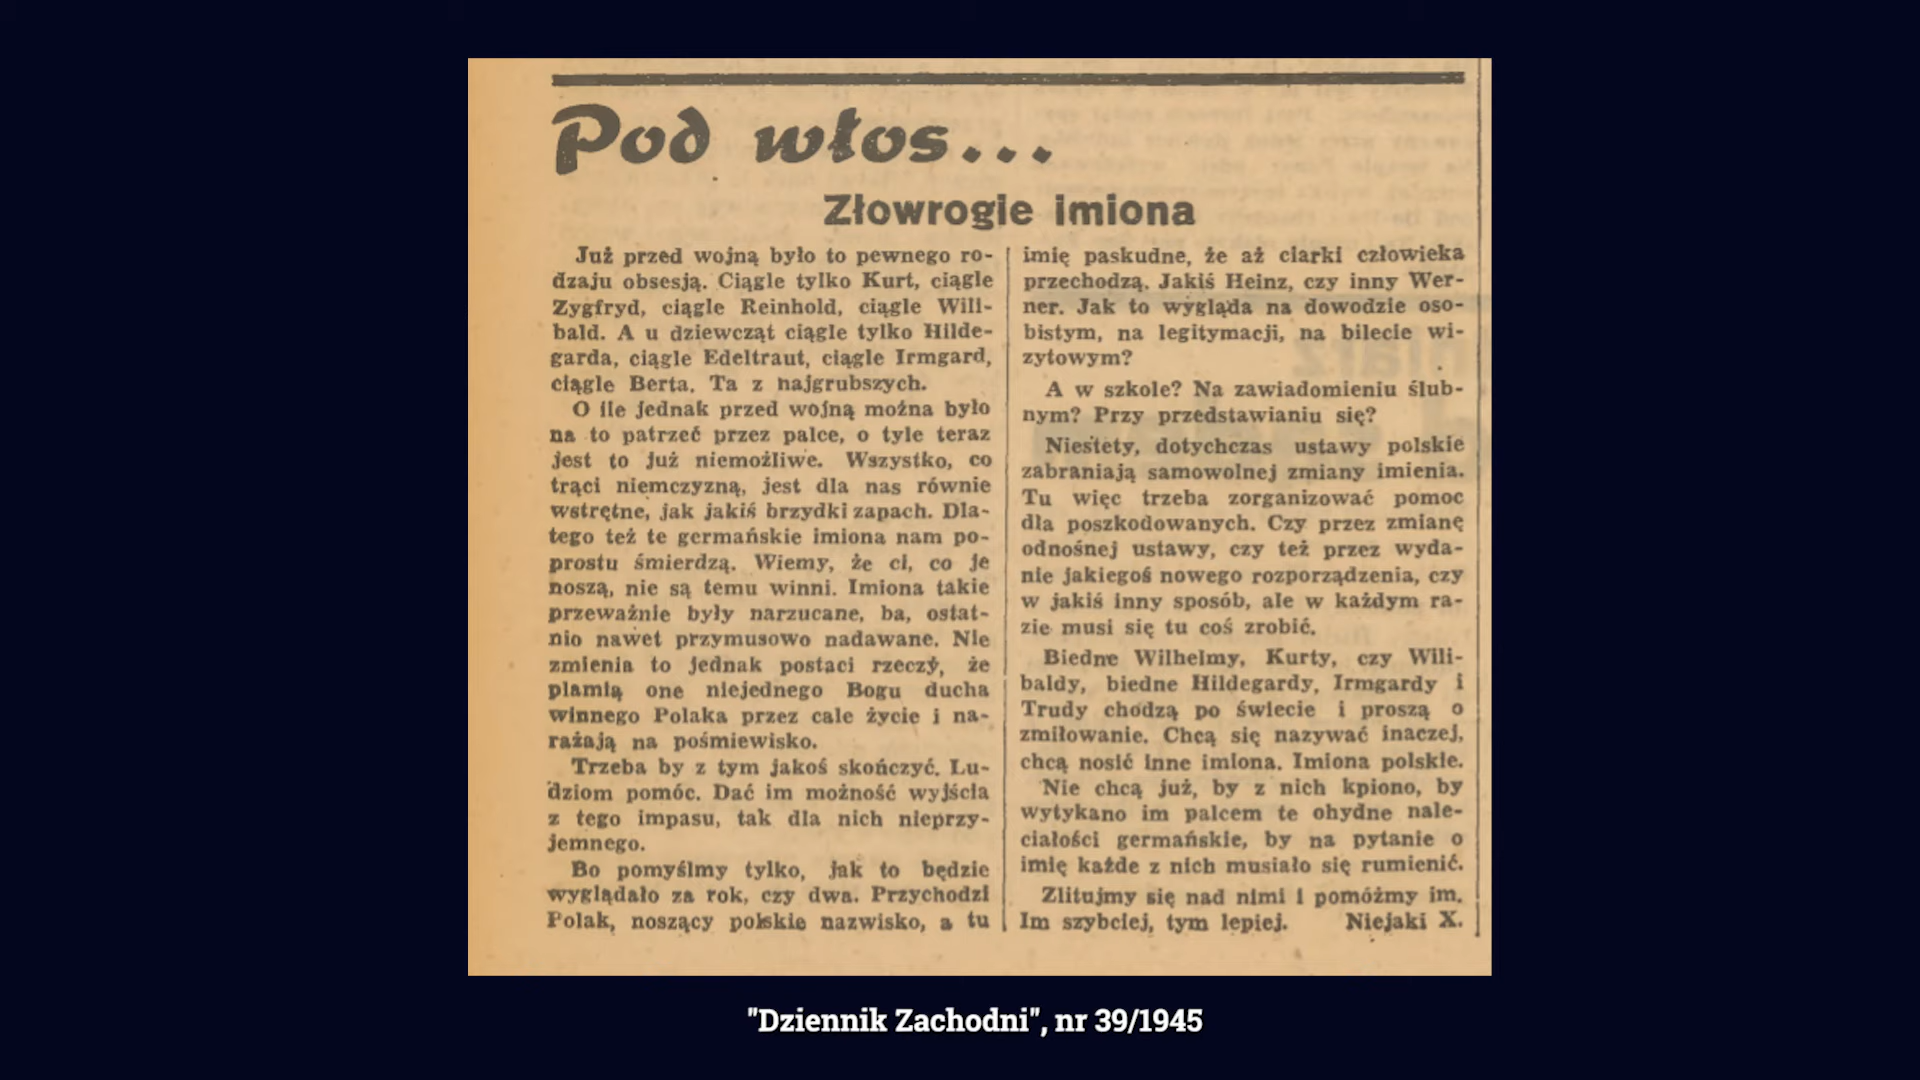 Pod włos...
Złowrogie imiona
Już przed wojną było to pewnego ro-
dzaju obsesją. Ciągle tylko Kurt, ciągle
Zygfryd, ciągle Reinhold, ciągle Wili-
bald. A u dziewcząt ciągle tylko Hilde-
garda, ciągle Edeltraut, ciągle Irmgard,
ciągle Berta. Ta z najgrubszych.
O ile jednak przed wojną można było
na to patrzeć przez palce, o tyle teraz
jest to już niemożliwe. Wszystko, co
trąci niemczyzną, jest dla nas równie
wstrętne, jak jakiś brzydki zapach. Dla-
tego też te germańskie imiona nam po-
prostu śmierdzą. Wiemy, że ci, co je
noszą, nie są temu winni. Imiona takie
przeważnie były narzucane, ba, ostat-
nio nawet przymusowo nadawane. Nie
zmienia to jednak postaci rzeczy, że
plamią one niejednego Bogu ducha
winnego Polaka przez całe życie i na-
rażają na pośmiewisko.
Trzeba by z tym jakoś skończyć. Lu-
dziom pomóc. Dać im możność wyjścia
z tego impasu, tak dla nich nieprzy-
jemnego.
Bo pomyślmy tylko, jak to będzie
wyglądało za rok, czy dwa. Przychodzi
Polak, noszący polskie nazwisko, a tu
imię paskudne, że aż ciarki człowieka
przechodzą. Jakiś Heinz, czy inny Wer-
ner. Jak to wygląda na dowodzie oso-
bistym, na legitymacji, na bilecie wi-
zytowym?
A w szkole? Na zawiadomieniu ślub-
nym? Przy przedstawianiu się?
Niestety, dotychczas ustawy polskie
zabraniają samowolnej zmiany imienia.
Tu więc trzeba zorganizować pomoc
dla poszkodowanych. Czy przez zmianę
odnośnej ustawy, czy też przez wyda-
nie jakiegoś nowego rozporządzenia, czy
w jakiś inny sposób, ale w każdym ra-
zie musi się tu coś zrobić.
Biedne Wilhelmy, Kurty, czy Wili-
baldy, biedne Hildegardy, Irmgardy i
Trudy chodzą po świecie i proszą o
zmiłowanie. Chcą się nazywać inaczej,
chcą nosić inne imiona. Imiona polskie.
Nie chcą już, by z nich kpiono, by
wytykano im palcem te ohydne nale-
ciałości germańskie, by na pytanie o
imię każde z nich musiało się rumienić.
Zlitujmy się nad nimi i pomóżmy im.
Im szybciej, tym lepiej. Niejaki X.
"Dziennik Zachodni", nr 39/1945